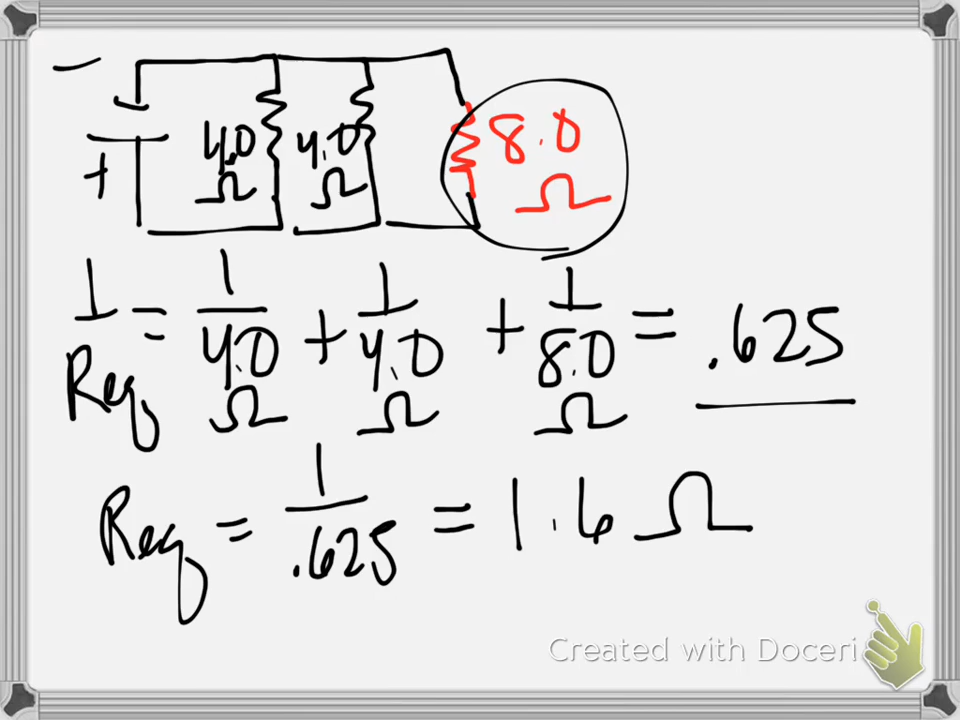 −
+ 4.0 Ω 4.0 Ω 8.0 Ω
1/Req = 1/4.0 Ω + 1/4.0 Ω + 1/8.0 Ω = .625
Req = 1/.625 = 1.6 Ω
Created with Doceri